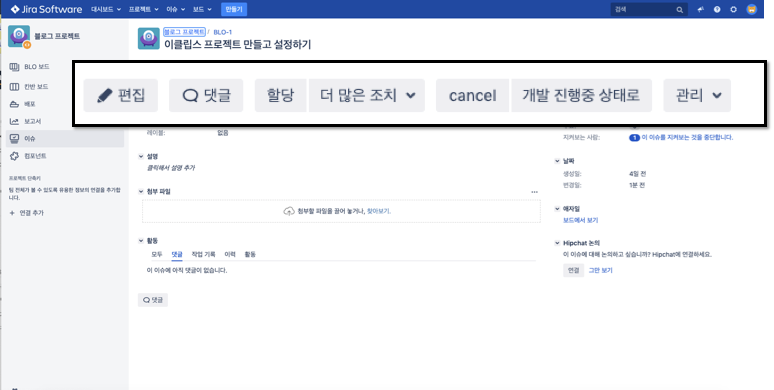 Jira Software 대시보드 프로젝트 이슈 보드 만들기 검색
블로그 프로젝트
블로그 프로젝트 / BLO-1
이클립스 프로젝트 만들고 설정하기
BLO 보드
칸반 보드
배포
보고서
이슈
컴포넌트
프로젝트 단축키
팀 전체가 볼 수 있도록 유용한 정보의 연결을 추가합
니다.
+ 연결 추가
편집 댓글 할당 더 많은 조치 cancel 개발 진행중 상태로 관리
레이블: 없음
설명
클릭해서 설명 추가
첨부 파일 ...
첨부할 파일을 끌어 놓거나, 찾아보기.
활동
모두 댓글 작업 기록 이력 활동
이 이슈에 아직 댓글이 없습니다.
댓글
지켜보는 사람: 1 이 이슈를 지켜보는 것을 중단합니다.
날짜
생성일: 4일 전
변경일: 1분 전
애자일
보드에서 보기
Hipchat 논의
이 이슈에 대해 논의하고 싶습니까? Hipchat에 연결하세요.
연결 그만 보기